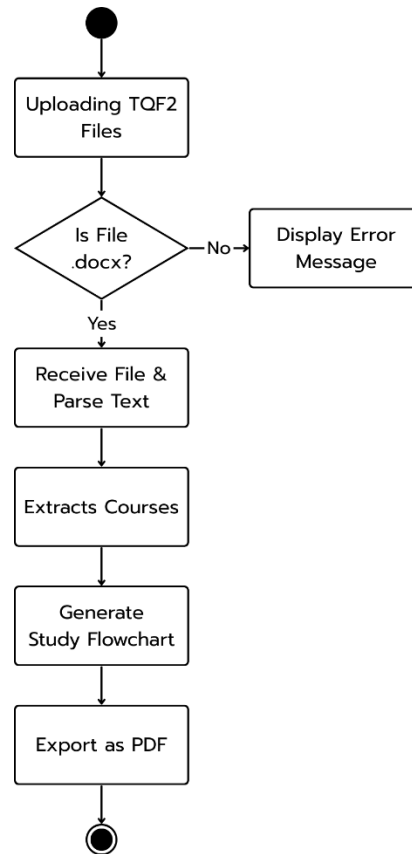 Uploading TQF2
Files
Is File
.docx?
No
Display Error
Message
Yes
Receive File &
Parse Text
Extracts Courses
Generate
Study Flowchart
Export as PDF